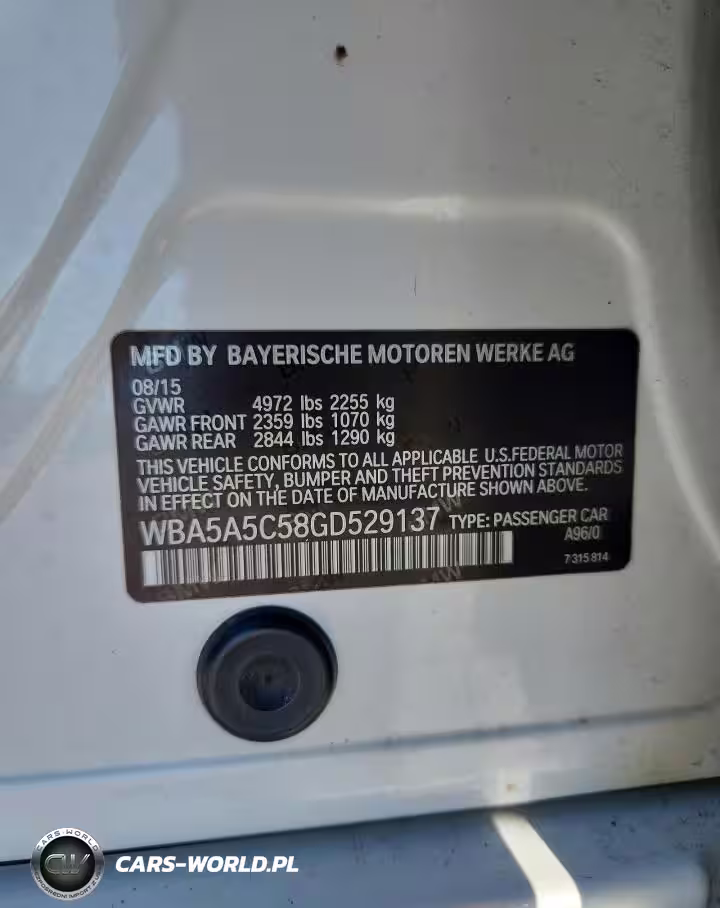 MFD BY BAYERISCHE MOTOREN WERKE AG
08/15
GVWR 4972 lbs 2255 kg
GAWR FRONT 2359 lbs 1070 kg
GAWR REAR 2844 lbs 1290 kg
THIS VEHICLE CONFORMS TO ALL APPLICABLE U.S.FEDERAL MOTOR
VEHICLE SAFETY, BUMPER AND THEFT PREVENTION STANDARDS
IN EFFECT ON THE DATE OF MANUFACTURE SHOWN ABOVE.
WBA5A5C58GD529137 TYPE: PASSENGER CAR
A96/0
7 315 814
CARS-WORLD
CW
CARS-WORLD.PL